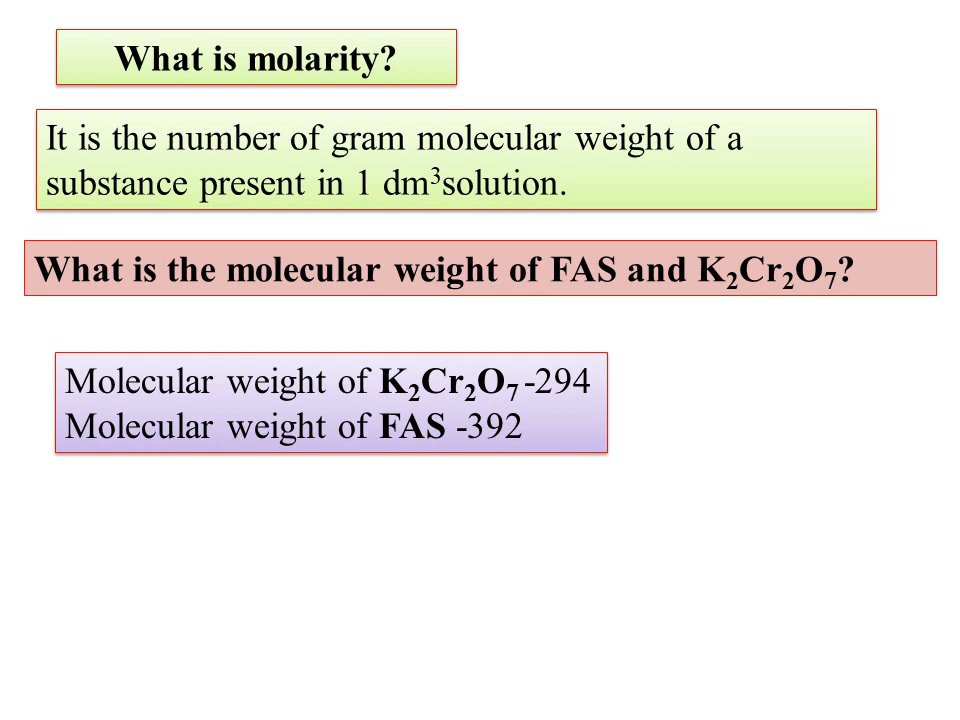 What is molarity?
It is the number of gram molecular weight of a
substance present in 1 dm³solution.
What is the molecular weight of FAS and K₂Cr₂O₇?
Molecular weight of K₂Cr₂O₇ -294
Molecular weight of FAS -392